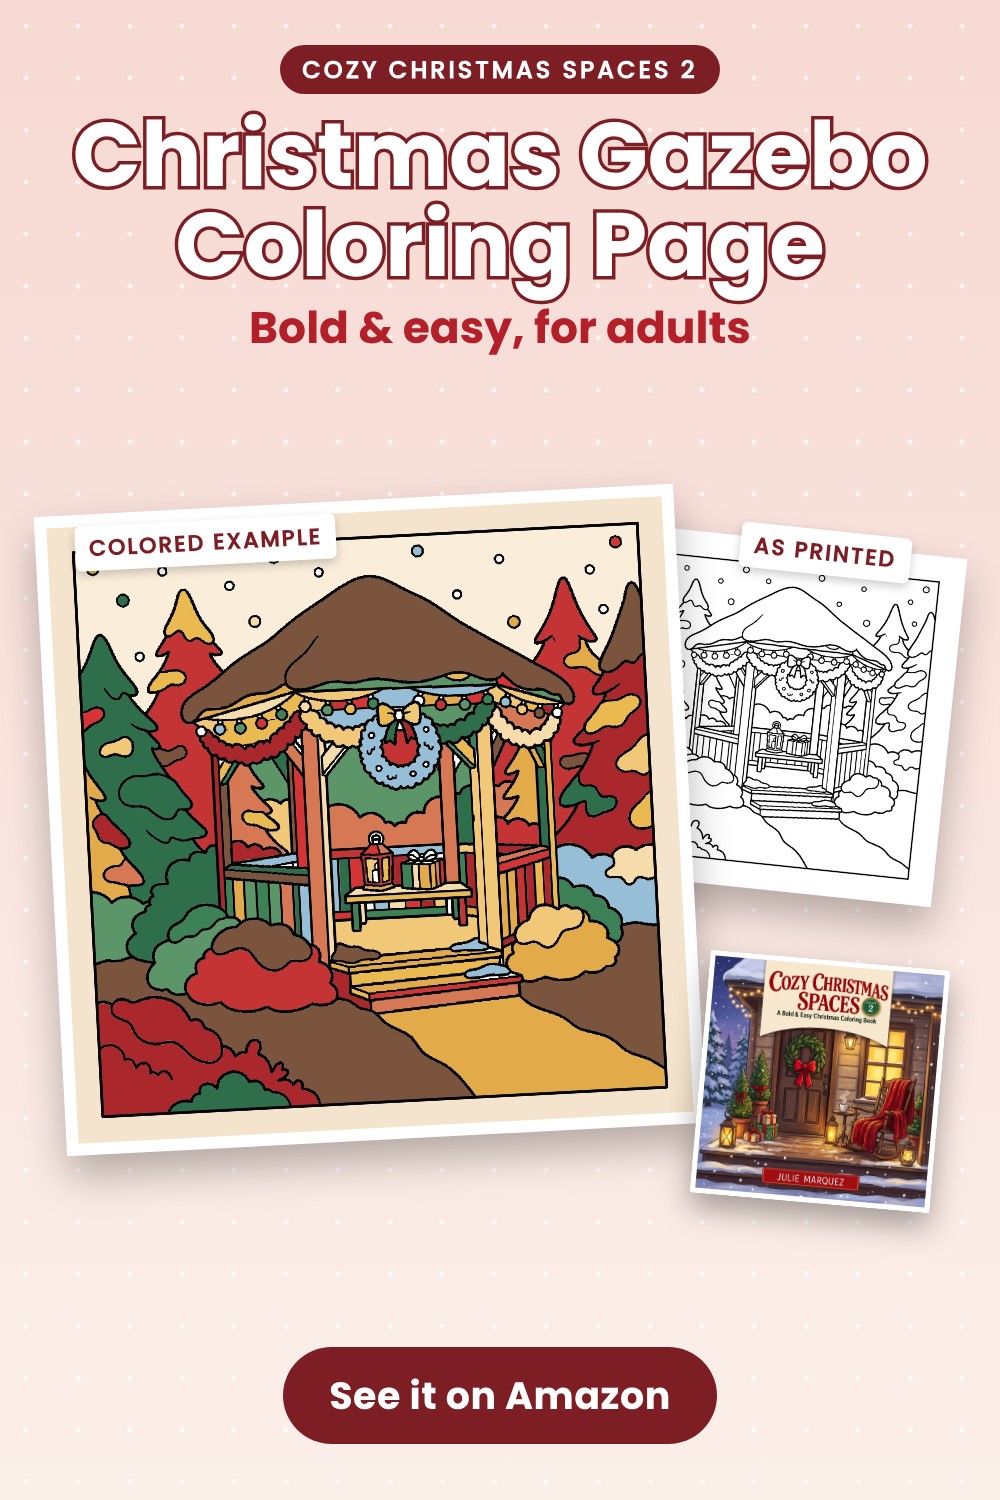 COZY CHRISTMAS SPACES 2
Christmas Gazebo
Coloring Page
Bold & easy, for adults
COLORED EXAMPLE
AS PRINTED
COZY CHRISTMAS
SPACES
2
A Bold & Easy Christmas Coloring Book
JULIE MARQUEZ
See it on Amazon